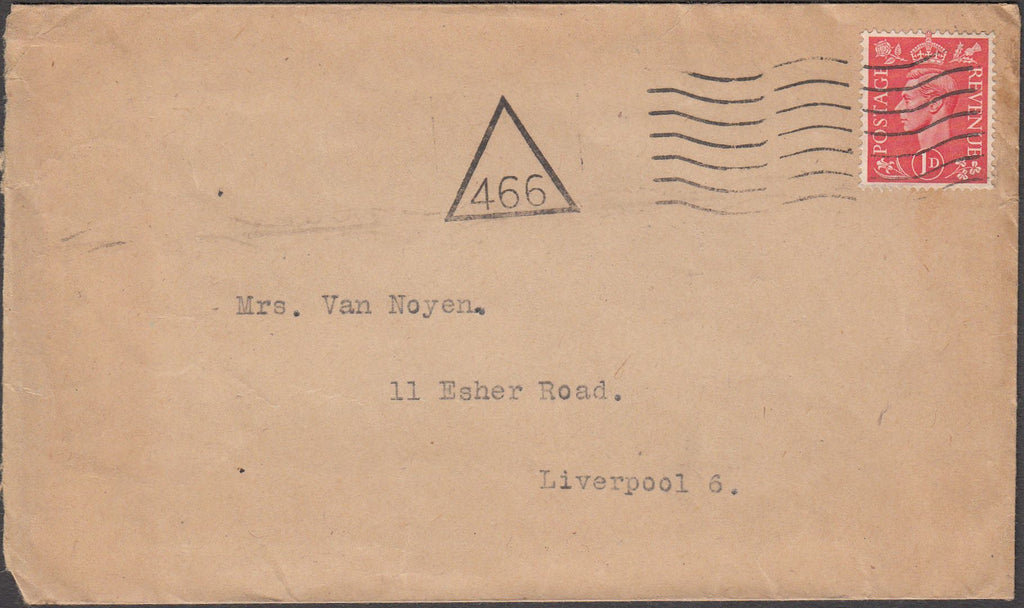 POSTAGE
REVENUE
1D
466
Mrs. Van Noyen.
11 Esher Road.
Liverpool 6.